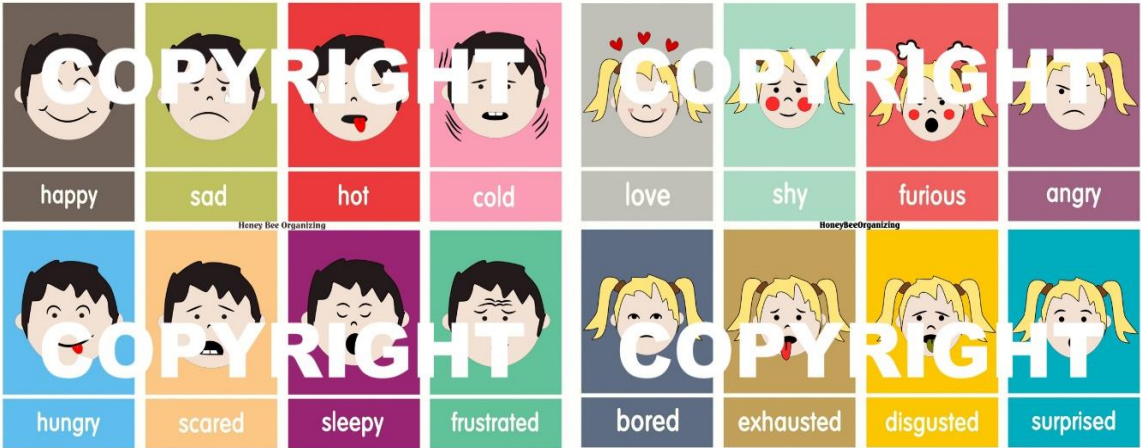 COPYRIGHT COPYRIGHT
happy sad hot cold love shy furious angry
Honey Bee Organizing HoneyBeeOrganizing
COPYRIGHT COPYRIGHT
hungry scared sleepy frustrated bored exhausted disgusted surprised